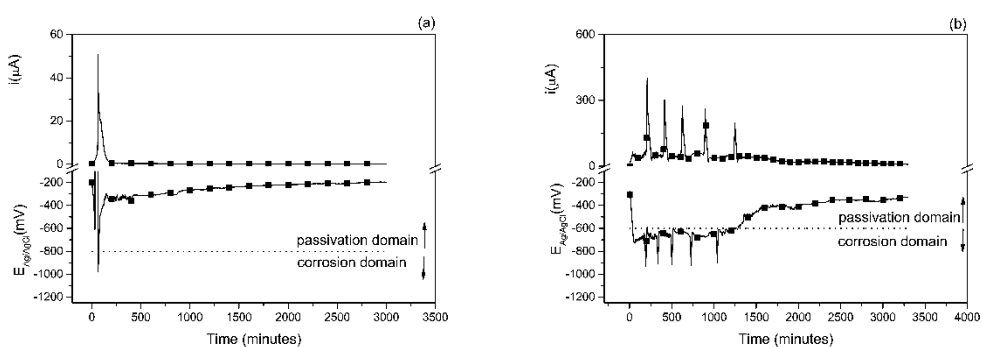 (a)
60
40
20
0
i(μA)
-200
-400
-600
-800
-1000
-1200
E Ag/AgCl(mV)
passivation domain
corrosion domain
0 500 1000 1500 2000 2500 3000 3500
Time (minutes)
(b)
600
300
0
i(μA)
-200
-400
-600
-800
-1000
-1200
E Ag/AgCl(mV)
passivation domain
corrosion domain
0 500 1000 1500 2000 2500 3000 3500 4000
Time (minutes)